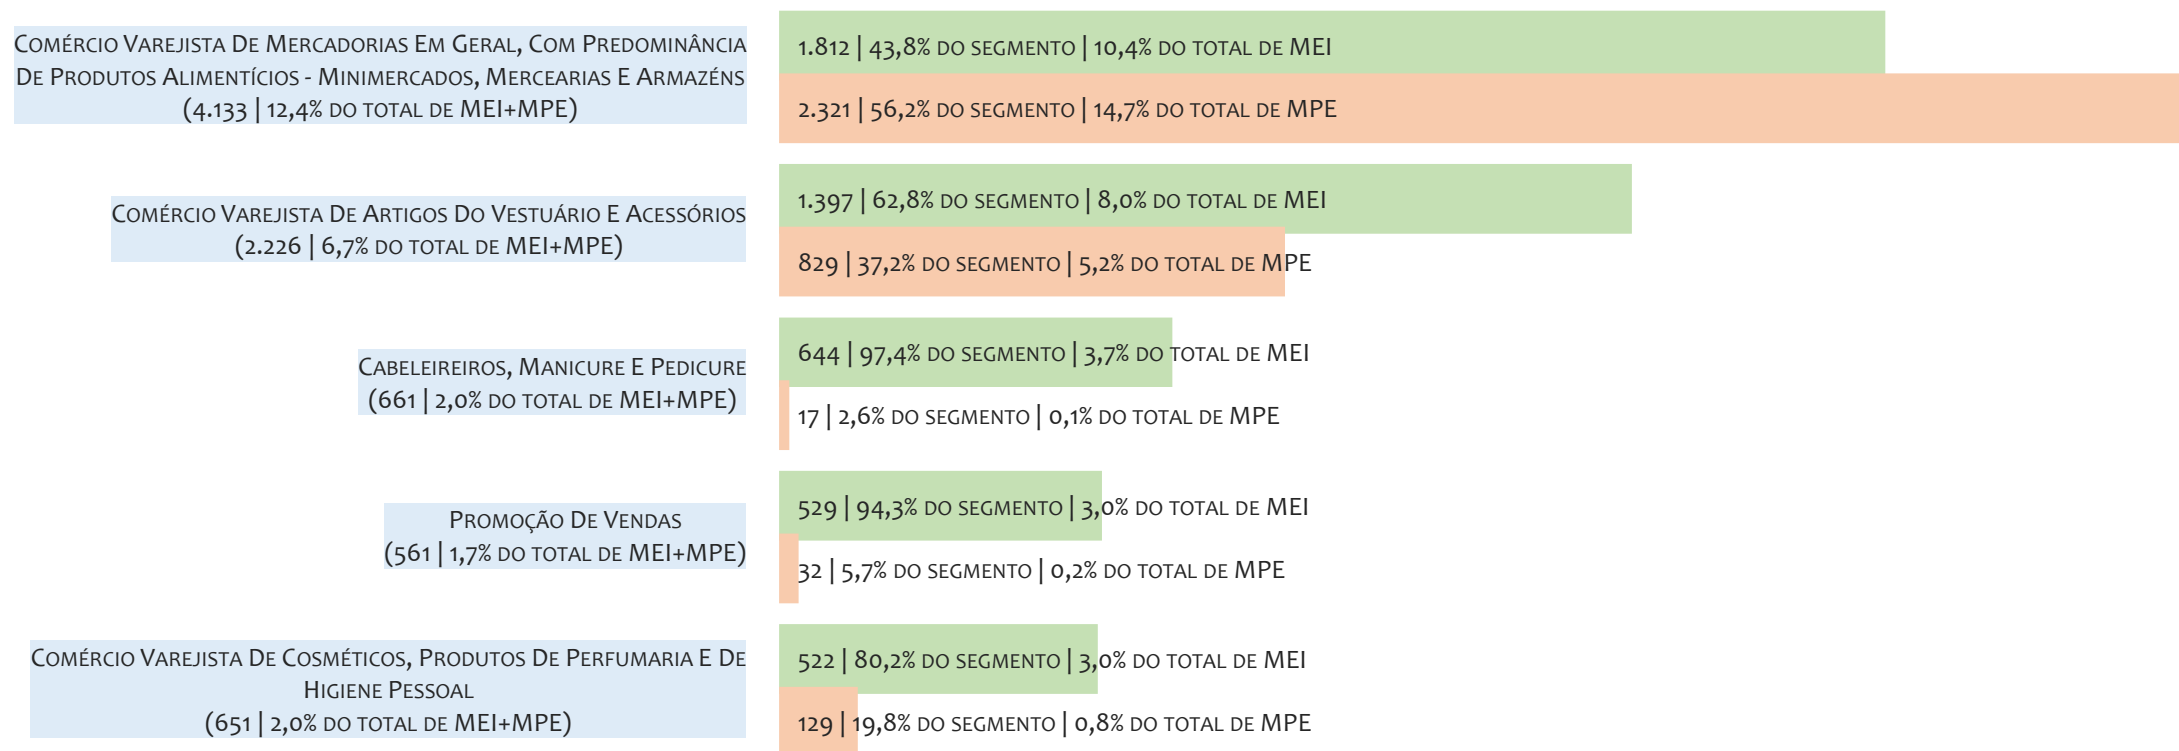 Comércio Varejista De Mercadorias Em Geral, Com Predominância
De Produtos Alimentícios - Minimercados, Mercearias E Armazéns
(4.133 | 12,4% do total de MEI+MPE)
1.812 | 43,8% do segmento | 10,4% do total de MEI
2.321 | 56,2% do segmento | 14,7% do total de MPE
Comércio Varejista De Artigos Do Vestuário E Acessórios
(2.226 | 6,7% do total de MEI+MPE)
1.397 | 62,8% do segmento | 8,0% do total de MEI
829 | 37,2% do segmento | 5,2% do total de MPE
Cabeleireiros, Manicure E Pedicure
(661 | 2,0% do total de MEI+MPE)
644 | 97,4% do segmento | 3,7% do total de MEI
17 | 2,6% do segmento | 0,1% do total de MPE
Promoção De Vendas
(561 | 1,7% do total de MEI+MPE)
529 | 94,3% do segmento | 3,0% do total de MEI
32 | 5,7% do segmento | 0,2% do total de MPE
Comércio Varejista De Cosméticos, Produtos De Perfumaria E De
Higiene Pessoal
(651 | 2,0% do total de MEI+MPE)
522 | 80,2% do segmento | 3,0% do total de MEI
129 | 19,8% do segmento | 0,8% do total de MPE